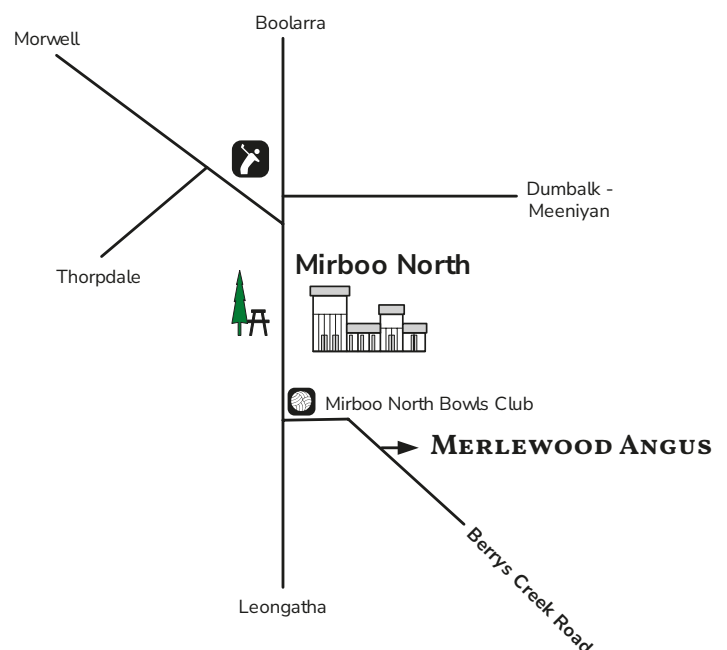 Boolarra
Morwell
Dumbalk -
Meeniyan
Mirboo North
Thorpdale
Mirboo North Bowls Club
Merlewood Angus
Berrys Creek Road
Leongatha